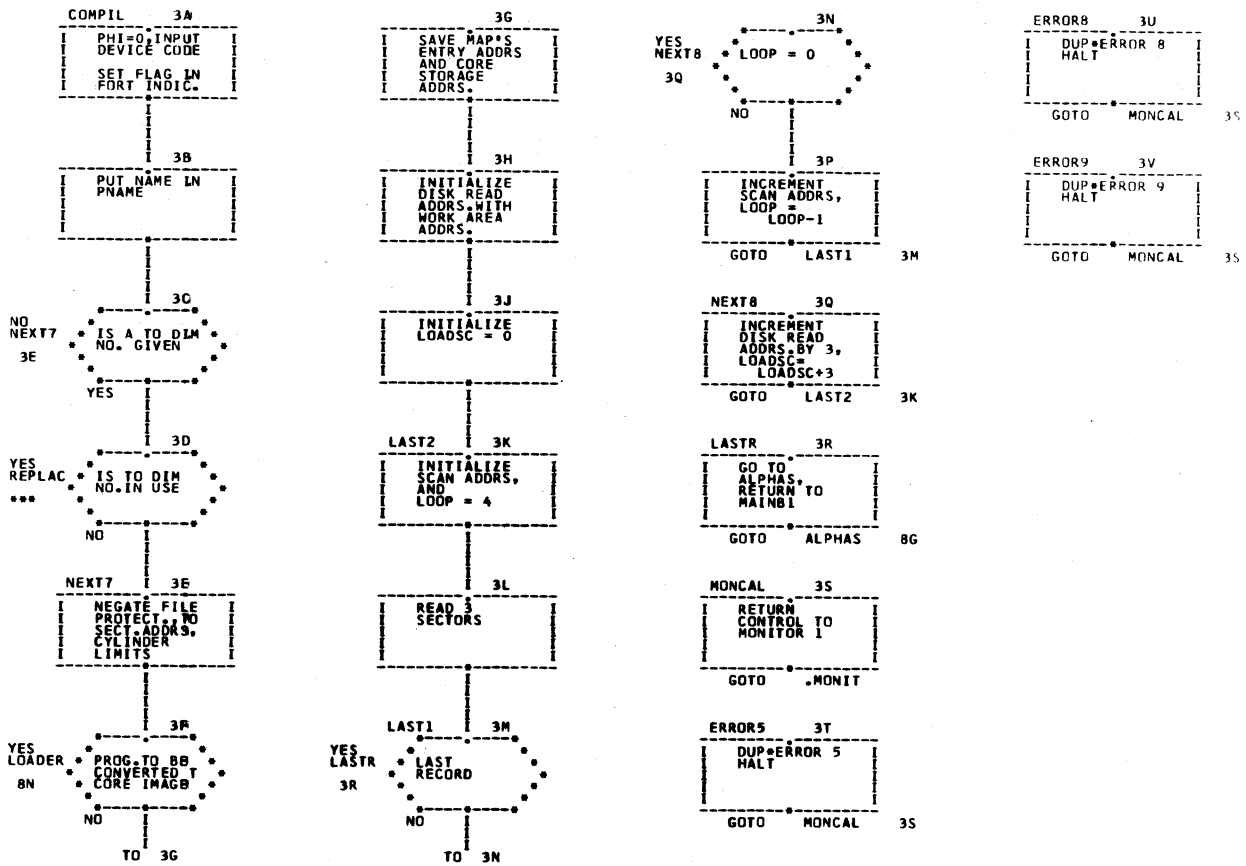 COMPIL 3A
PHI=0,INPUT
DEVICE CODE
SET FLAG IN
FORT INDIC.
3B
PUT NAME IN
PNAME
3C
NO
NEXT7
3E
IS A TO DIM
NO. GIVEN
YES
3D
YES
REPLAC
***
IS TO DIM
NO.IN USE
NO
NEXT7 3E
NEGATE FILE
PROTECT.,TO
SECT.ADDRS,
CYLINDER
LIMITS
3F
YES
LOADER
8N
PROG.TO BE
CONVERTED T
CORE IMAGE
NO
TO 3G
3G
SAVE MAP'S
ENTRY ADDRS
AND CORE
STORAGE
ADDRS.
3H
INITIALIZE
DISK READ
ADDRS.WITH
WORK AREA
ADDRS.
3J
INITIALIZE
LOADSC = 0
LAST2 3K
INITIALIZE
SCAN ADDRS,
AND
LOOP = 4
3L
READ 3
SECTORS
LAST1 3M
YES
LASTR
3R
LAST
RECORD
NO
TO 3N
3N
YES
NEXT8
3Q
LOOP = 0
NO
3P
INCREMENT
SCAN ADDRS,
LOOP =
LOOP-1
GOTO LAST1 3M
NEXT8 3Q
INCREMENT
DISK READ
ADDRS.BY 3,
LOADSC=
LOADSC+3
GOTO LAST2 3K
LASTR 3R
GO TO
ALPHAS,
RETURN TO
MAINB1
GOTO ALPHAS 8G
MONCAL 3S
RETURN
CONTROL TO
MONITOR 1
GOTO .MONIT
ERROR5 3T
DUP*ERROR 5
HALT
GOTO MONCAL 3S
ERROR8 3U
DUP*ERROR 8
HALT
GOTO MONCAL 3S
ERROR9 3V
DUP*ERROR 9
HALT
GOTO MONCAL 3S